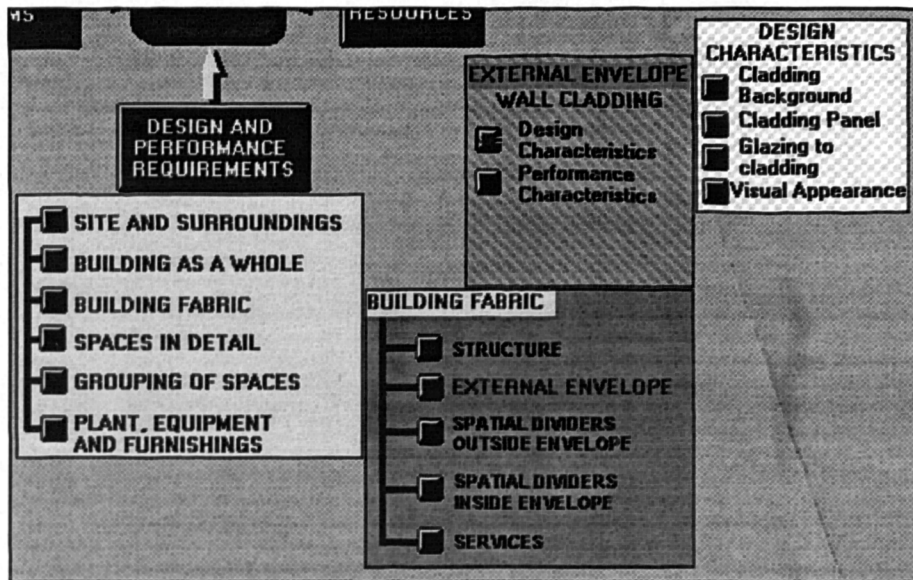 MS
RESOURCES
DESIGN AND
PERFORMANCE
REQUIREMENTS
SITE AND SURROUNDINGS
BUILDING AS A WHOLE
BUILDING FABRIC
SPACES IN DETAIL
GROUPING OF SPACES
PLANT, EQUIPMENT
AND FURNISHINGS
BUILDING FABRIC
STRUCTURE
EXTERNAL ENVELOPE
SPATIAL DIVIDERS
OUTSIDE ENVELOPE
SPATIAL DIVIDERS
INSIDE ENVELOPE
SERVICES
EXTERNAL ENVELOPE
WALL CLADDING
Design
Characteristics
Performance
Characteristics
DESIGN
CHARACTERISTICS
Cladding
Background
Cladding Panel
Glazing to
cladding
Visual Appearance